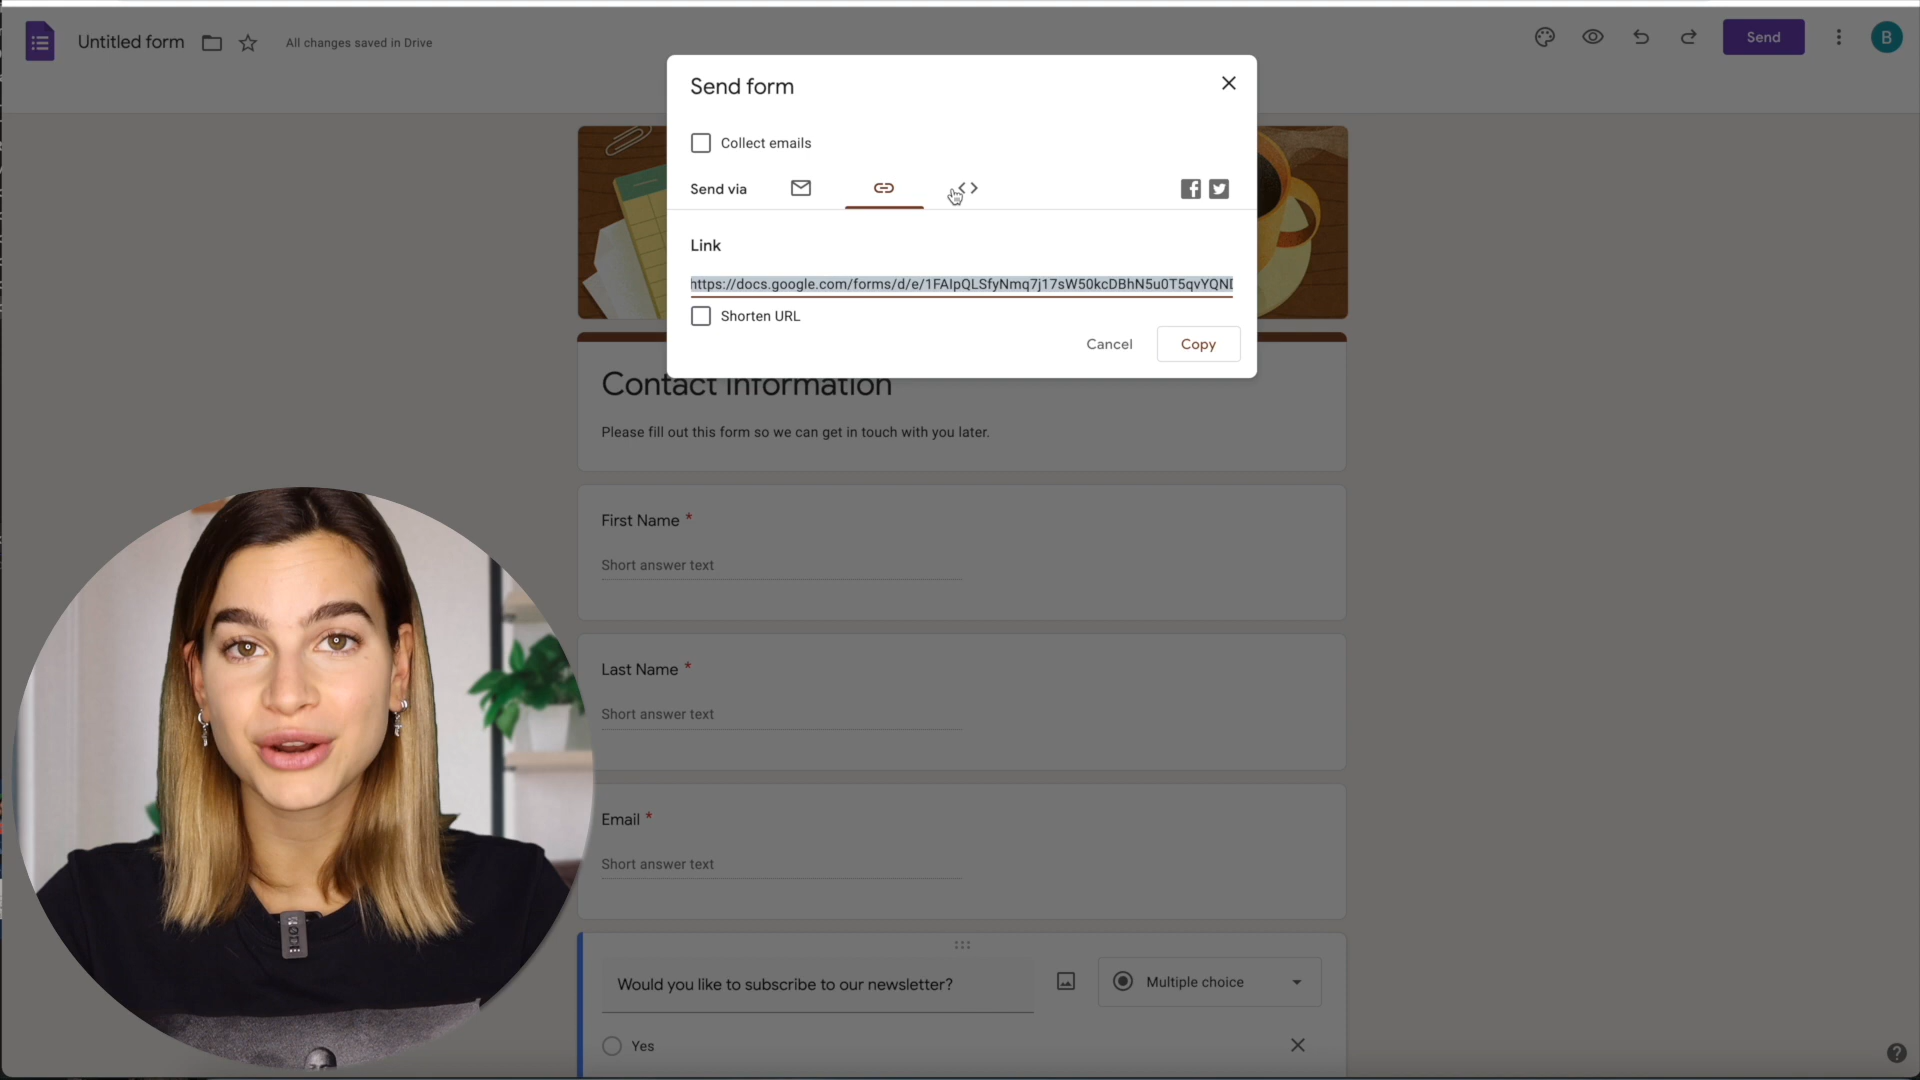 Untitled form
All changes saved in Drive
Send
B
Send form
Collect emails
Send via
Link
https://docs.google.com/forms/d/e/1FAIpQLSfyNmq7j17sW50kcDBhN5u0T5qvYQNI
Shorten URL
Cancel
Copy
Contact Information
Please fill out this form so we can get in touch with you later.
First Name *
Short answer text
Last Name *
Short answer text
Email *
Short answer text
Would you like to subscribe to our newsletter?
Multiple choice
Yes